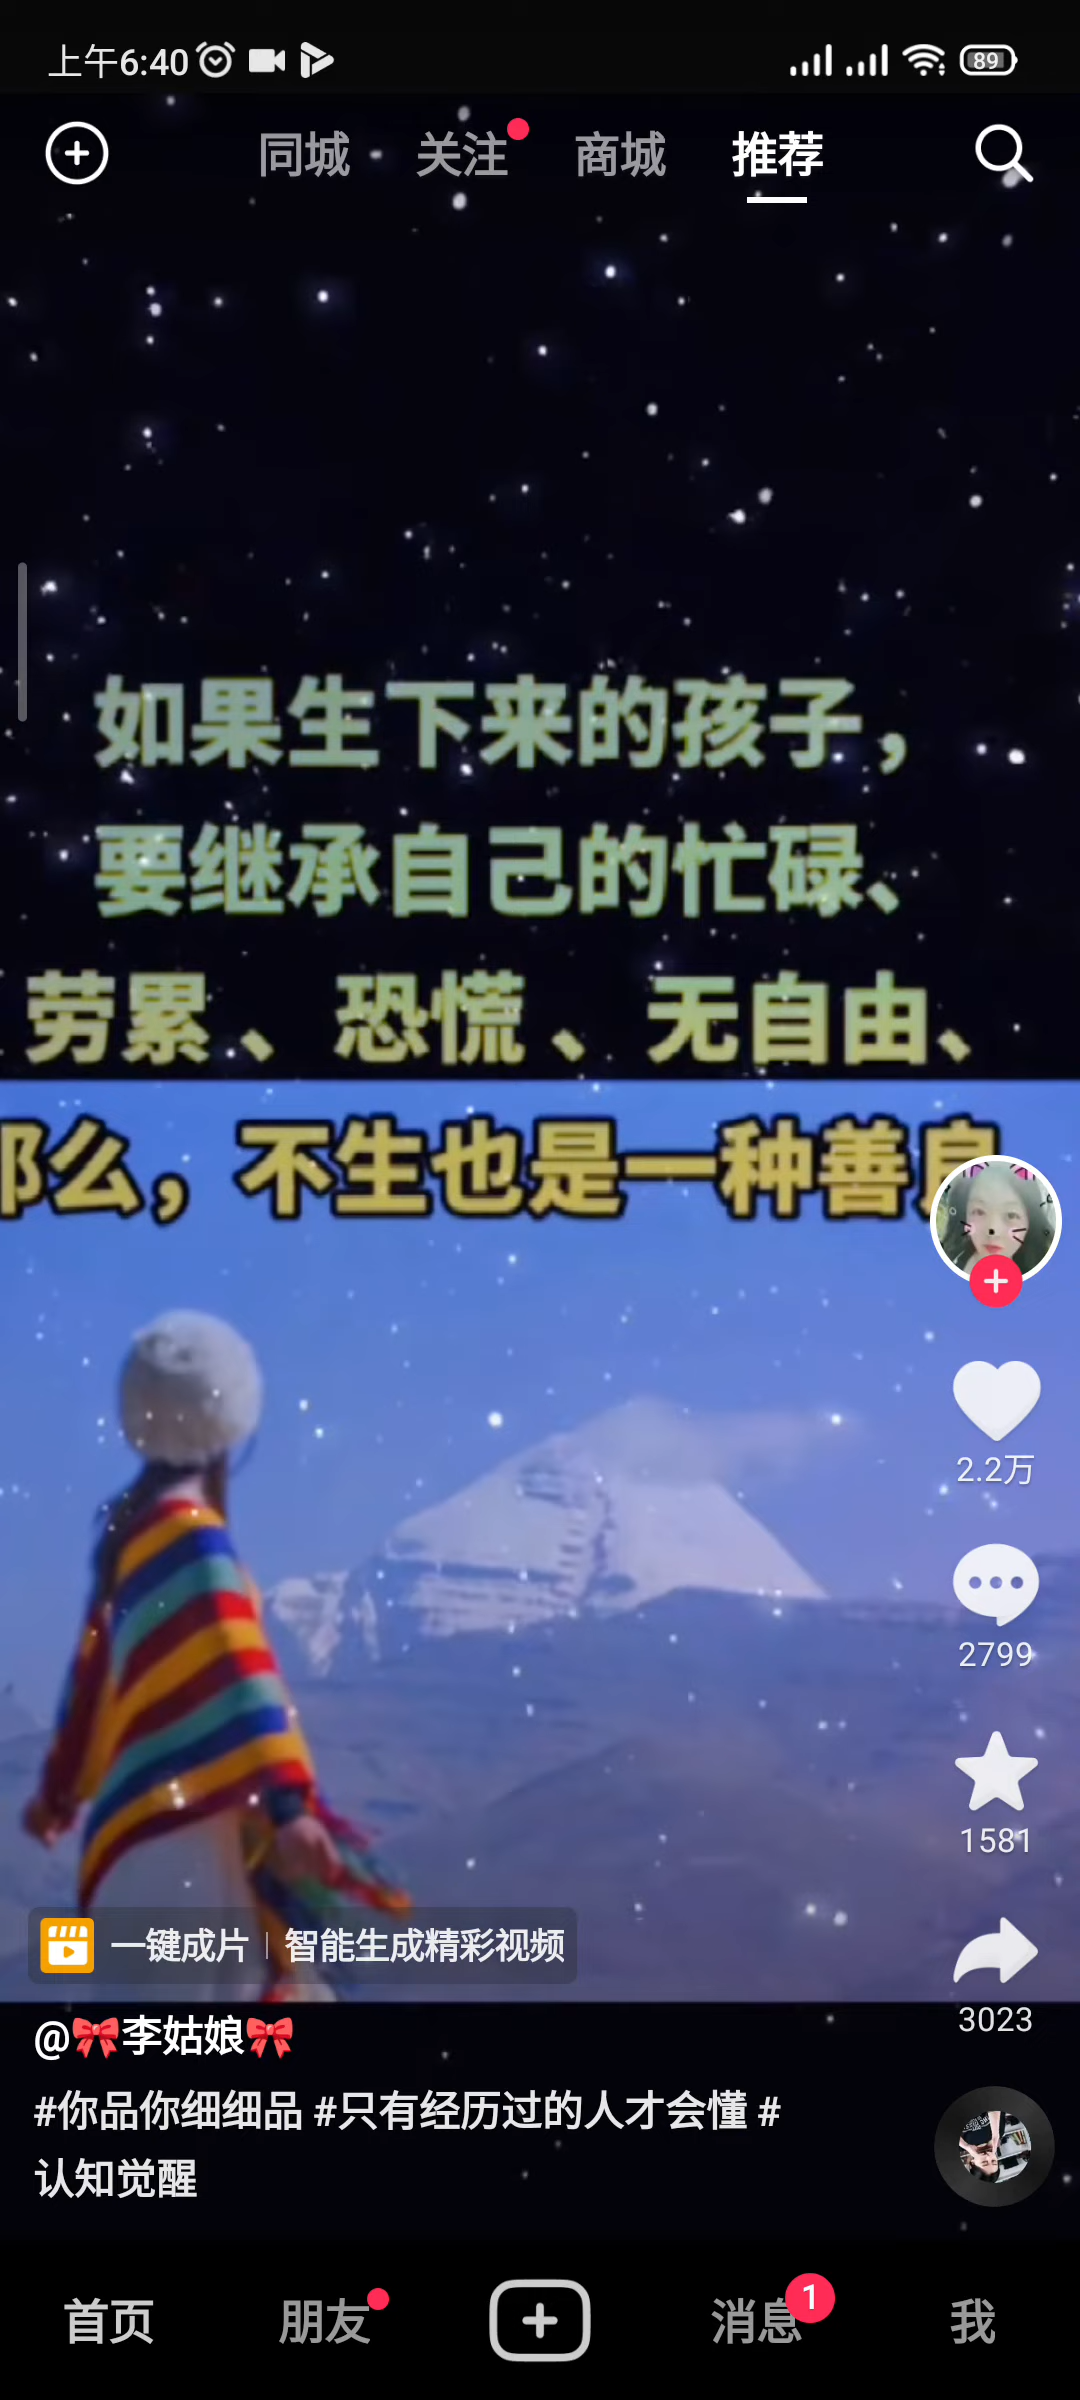 上午6:40
89
同城 关注 商城 推荐
如果生下来的孩子，
要继承自己的忙碌、
劳累、恐慌、无自由、
那么，不生也是一种善良
2.2万
2799
1581
3023
一键成片 智能生成精彩视频
@🎀李姑娘🎀
#你品你细细品 #只有经历过的人才会懂 #
认知觉醒
首页 朋友 消息 1 我